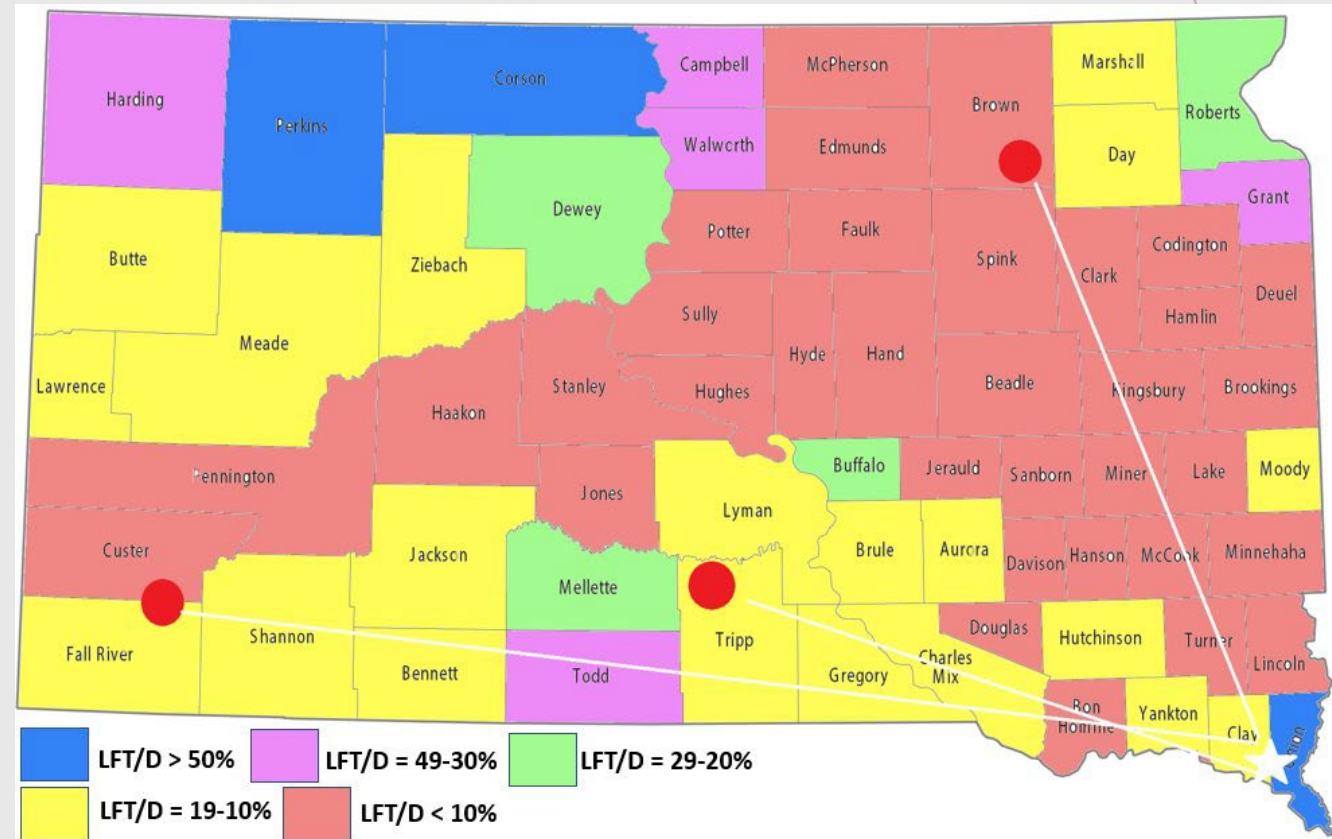 Harding
Perkins
Corson
Campbell
McPherson
Brown
Marshall
Roberts
Walworth
Edmunds
Day
Grant
Butte
Ziebach
Dewey
Potter
Faulk
Spink
Clark
Codington
Deuel
Meade
Sully
Hamlin
Lawrence
Haakon
Stanley
Hughes
Hyde
Hand
Beadle
Kingsbury
Brookings
Pennington
Jones
Buffalo
Jerauld
Sanborn
Miner
Lake
Moody
Custer
Jackson
Lyman
Brule
Aurora
Davison
Hanson
McCook
Minnehaha
Mellette
Fall River
Shannon
Tripp
Douglas
Hutchinson
Turner
Lincoln
Bennett
Todd
Gregory
Charles
Mix
Bon
Homme
Yankton
Clay
LFT/D > 50%
LFT/D = 49-30%
LFT/D = 29-20%
LFT/D = 19-10%
LFT/D < 10%